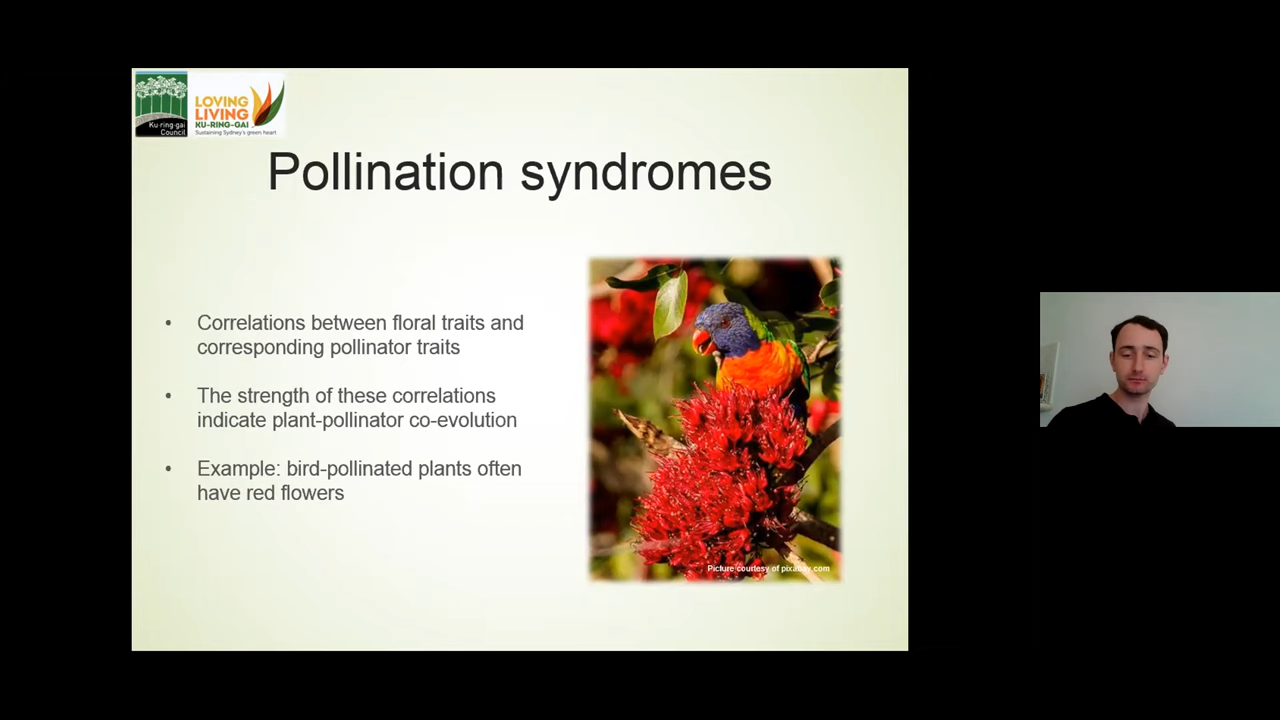 Ku·ring·gai
Council
LOVING
LIVING
KU-RING-GAI
Sustaining Sydney's green heart
Pollination syndromes
• Correlations between floral traits and
corresponding pollinator traits
• The strength of these correlations
indicate plant-pollinator co-evolution
• Example: bird-pollinated plants often
have red flowers
Picture courtesy of pixabay.com